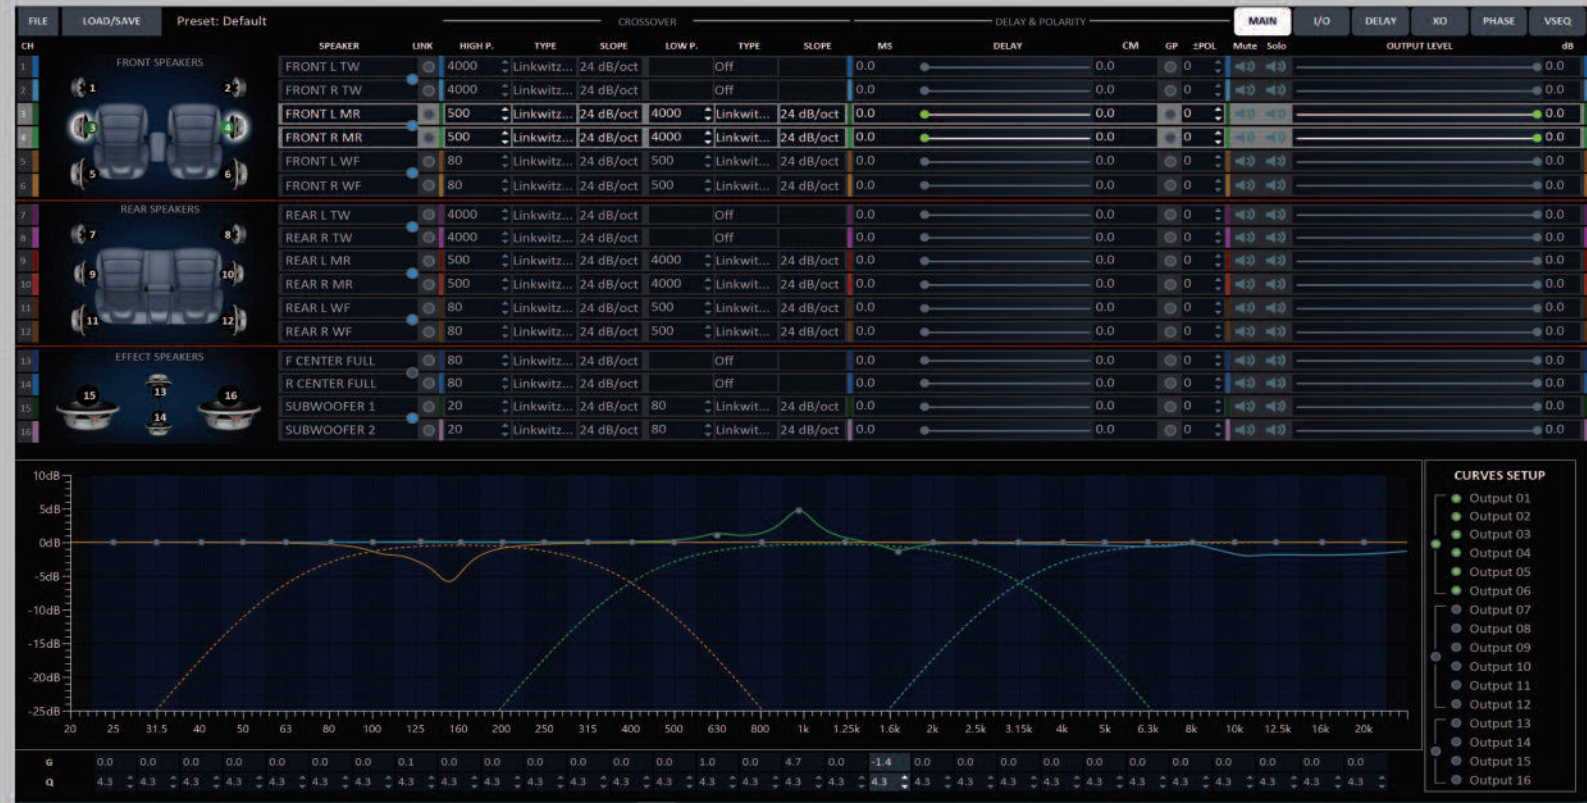 FILE LOAD/SAVE Preset: Default CROSSOVER DELAY & POLARITY MAIN I/O DELAY XO PHASE VSEQ
CH SPEAKER LINK HIGH P. TYPE SLOPE LOW P. TYPE SLOPE MS DELAY CM GP ±POL Mute Solo OUTPUT LEVEL dB
FRONT SPEAKERS
1 FRONT L TW 4000 Linkwitz... 24 dB/oct Off 0.0 0.0 0 0.0
2 FRONT R TW 4000 Linkwitz... 24 dB/oct Off 0.0 0.0 0 0.0
3 FRONT L MR 500 Linkwitz... 24 dB/oct 4000 Linkwit... 24 dB/oct 0.0 0.0 0 0.0
4 FRONT R MR 500 Linkwitz... 24 dB/oct 4000 Linkwit... 24 dB/oct 0.0 0.0 0 0.0
5 FRONT L WF 80 Linkwitz... 24 dB/oct 500 Linkwit... 24 dB/oct 0.0 0.0 0 0.0
6 FRONT R WF 80 Linkwitz... 24 dB/oct 500 Linkwit... 24 dB/oct 0.0 0.0 0 0.0
1 2
3 4
5 6
REAR SPEAKERS
7 REAR L TW 4000 Linkwitz... 24 dB/oct Off 0.0 0.0 0 0.0
8 REAR R TW 4000 Linkwitz... 24 dB/oct Off 0.0 0.0 0 0.0
9 REAR L MR 500 Linkwitz... 24 dB/oct 4000 Linkwit... 24 dB/oct 0.0 0.0 0 0.0
10 REAR R MR 500 Linkwitz... 24 dB/oct 4000 Linkwit... 24 dB/oct 0.0 0.0 0 0.0
11 REAR L WF 80 Linkwitz... 24 dB/oct 500 Linkwit... 24 dB/oct 0.0 0.0 0 0.0
12 REAR R WF 80 Linkwitz... 24 dB/oct 500 Linkwit... 24 dB/oct 0.0 0.0 0 0.0
7 8
9 10
11 12
EFFECT SPEAKERS
13 F CENTER FULL 80 Linkwitz... 24 dB/oct Off 0.0 0.0 0 0.0
14 R CENTER FULL 80 Linkwitz... 24 dB/oct Off 0.0 0.0 0 0.0
15 SUBWOOFER 1 20 Linkwitz... 24 dB/oct 80 Linkwit... 24 dB/oct 0.0 0.0 0 0.0
16 SUBWOOFER 2 20 Linkwitz... 24 dB/oct 80 Linkwit... 24 dB/oct 0.0 0.0 0 0.0
15 13 16
14
10dB
5dB
0dB
-5dB
-10dB
-15dB
-20dB
-25dB
20 25 31.5 40 50 63 80 100 125 160 200 250 315 400 500 630 800 1k 1.25k 1.6k 2k 2.5k 3.15k 4k 5k 6.3k 8k 10k 12.5k 16k 20k
G 0.0 0.0 0.0 0.0 0.0 0.0 0.0 0.1 0.0 0.0 0.0 0.0 0.0 0.0 1.0 0.0 4.7 0.0 -1.4 0.0 0.0 0.0 0.0 0.0 0.0 0.0 0.0 0.0 0.0 0.0
Q 4.3 4.3 4.3 4.3 4.3 4.3 4.3 4.3 4.3 4.3 4.3 4.3 4.3 4.3 4.3 4.3 4.3 4.3 4.3 4.3 4.3 4.3 4.3 4.3 4.3 4.3 4.3 4.3 4.3 4.3
CURVES SETUP
Output 01
Output 02
Output 03
Output 04
Output 05
Output 06
Output 07
Output 08
Output 09
Output 10
Output 11
Output 12
Output 13
Output 14
Output 15
Output 16